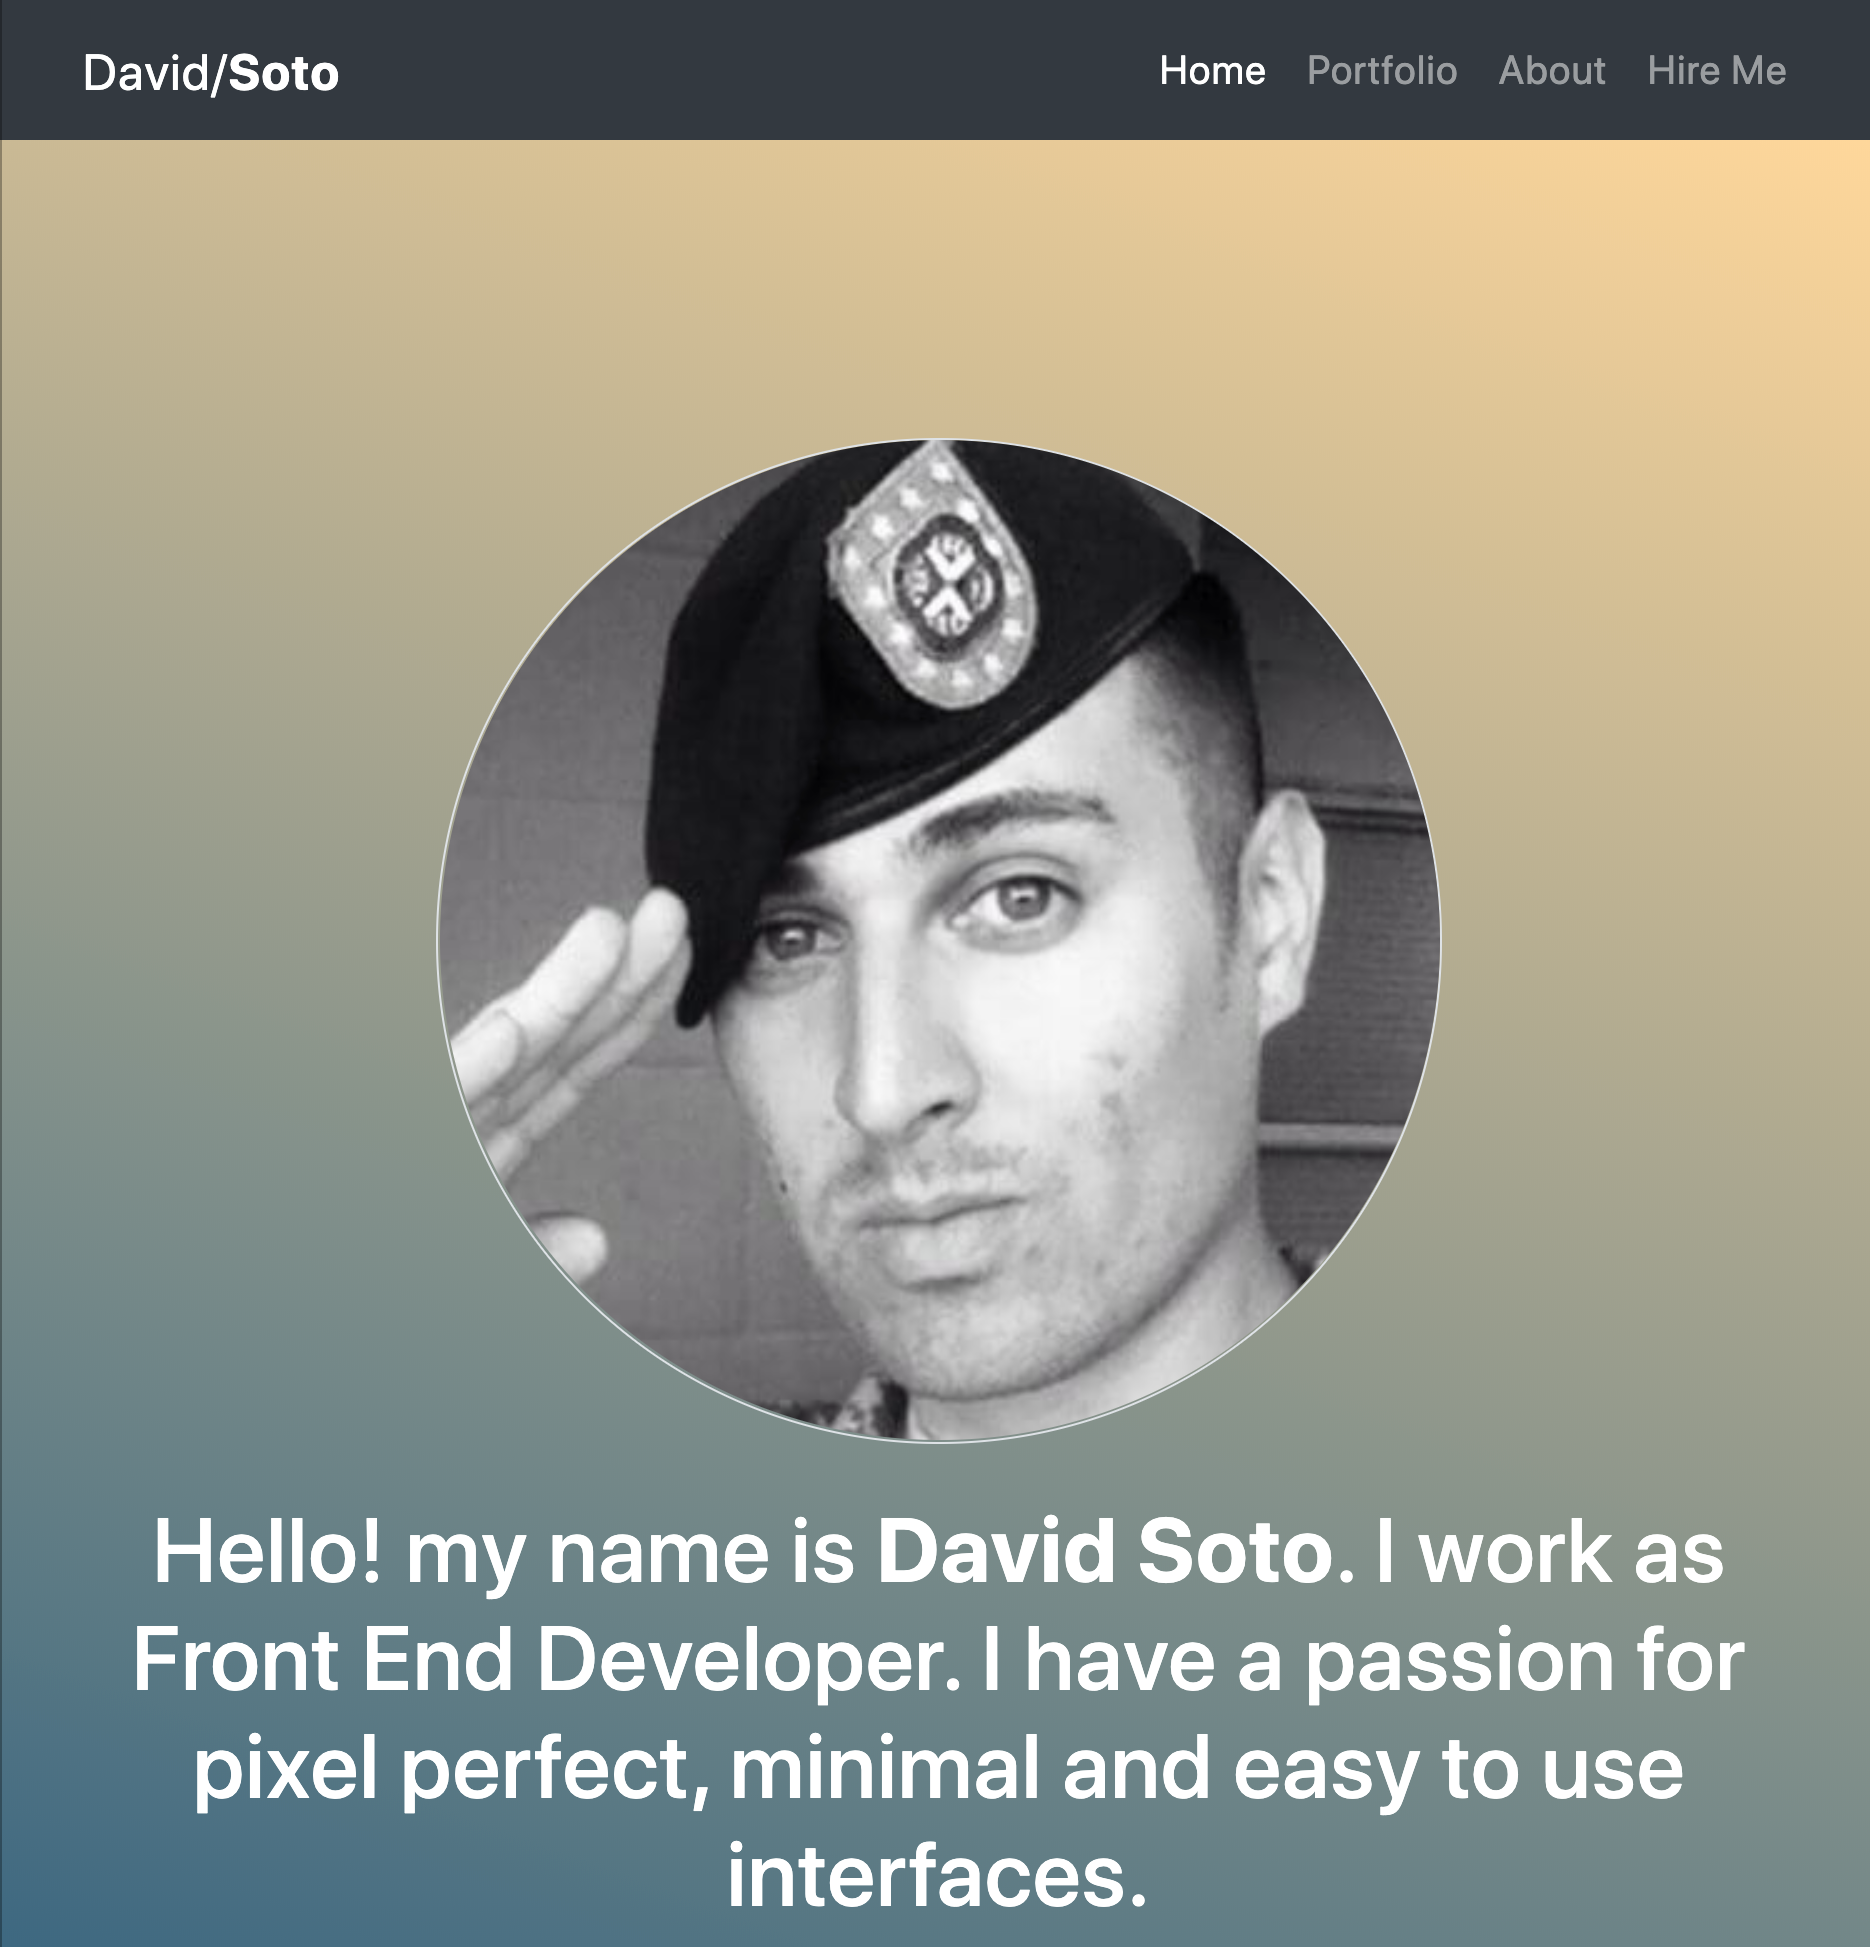 David/Soto
Home Portfolio About Hire Me
Hello! my name is David Soto. I work as
Front End Developer. I have a passion for
pixel perfect, minimal and easy to use
interfaces.